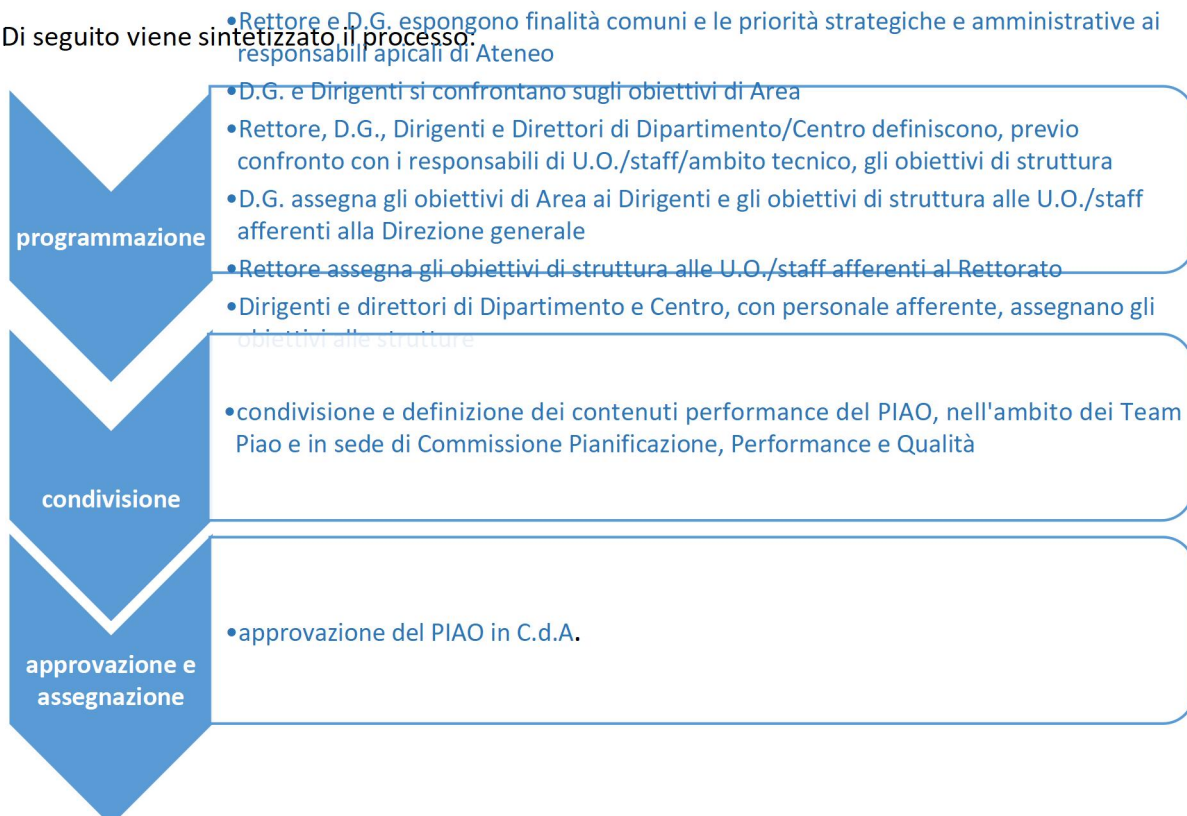 Di seguito viene sintetizzato il processo:
•Rettore e D.G. espongono finalità comuni e le priorità strategiche e amministrative ai
responsabili apicali di Ateneo
•D.G. e Dirigenti si confrontano sugli obiettivi di Area
•Rettore, D.G., Dirigenti e Direttori di Dipartimento/Centro definiscono, previo
confronto con i responsabili di U.O./staff/ambito tecnico, gli obiettivi di struttura
•D.G. assegna gli obiettivi di Area ai Dirigenti e gli obiettivi di struttura alle U.O./staff
afferenti alla Direzione generale
•Rettore assegna gli obiettivi di struttura alle U.O./staff afferenti al Rettorato
•Dirigenti e direttori di Dipartimento e Centro, con personale afferente, assegnano gli
obiettivi alle strutture
programmazione
•condivisione e definizione dei contenuti performance del PIAO, nell'ambito dei Team
Piao e in sede di Commissione Pianificazione, Performance e Qualità
condivisione
•approvazione del PIAO in C.d.A.
approvazione e
assegnazione